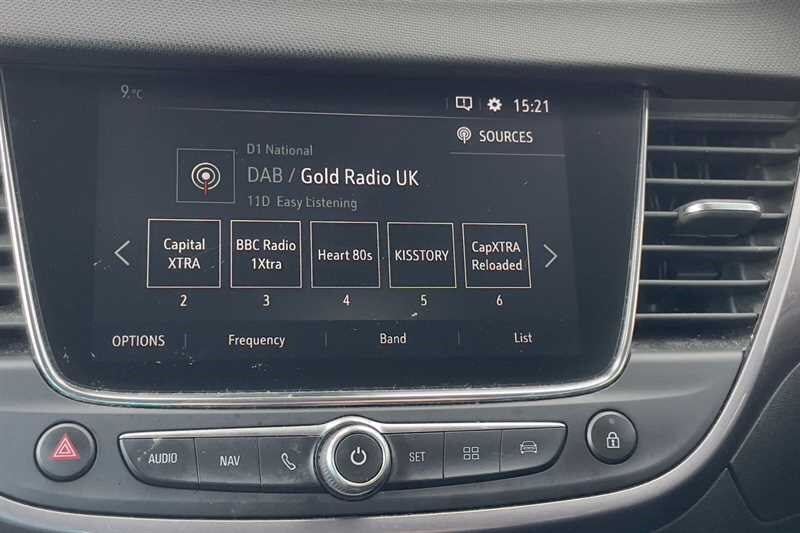 9.°C
15:21
SOURCES
D1 National
DAB / Gold Radio UK
11D Easy Listening
Capital
XTRA
BBC Radio
1Xtra
Heart 80s
KISSTORY
CapXTRA
Reloaded
2 3 4 5 6
OPTIONS Frequency Band List
AUDIO NAV SET